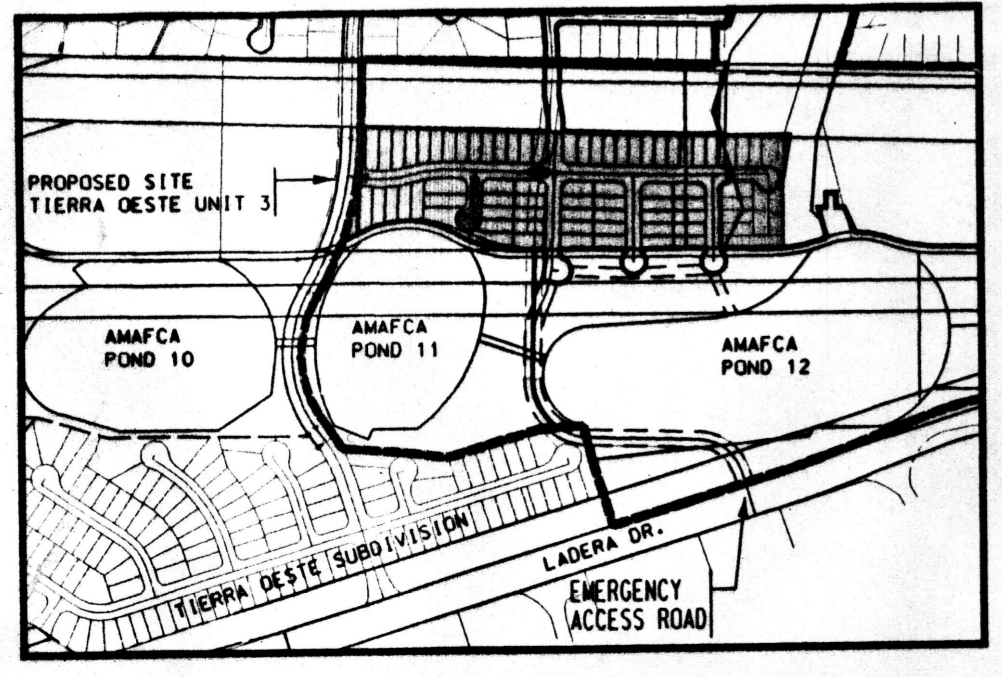 PROPOSED SITE
TIERRA OESTE UNIT 3
AMAFCA
POND 10
AMAFCA
POND 11
AMAFCA
POND 12
TIERRA OESTE SUBDIVISION
LADERA DR.
EMERGENCY
ACCESS ROAD